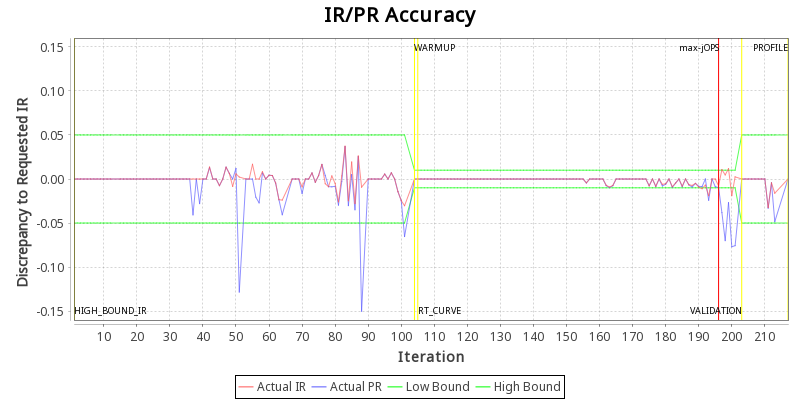 IR/PR Accuracy
Discrepancy to Requested IR
0.15
0.10
0.05
0.00
-0.05
-0.10
-0.15
WARMUP
max-jOPS
PROFILE
HIGH_BOUND_IR
RT_CURVE
VALIDATION
10 20 30 40 50 60 70 80 90 100 110 120 130 140 150 160 170 180 190 200 210
Iteration
Actual IR Actual PR Low Bound High Bound